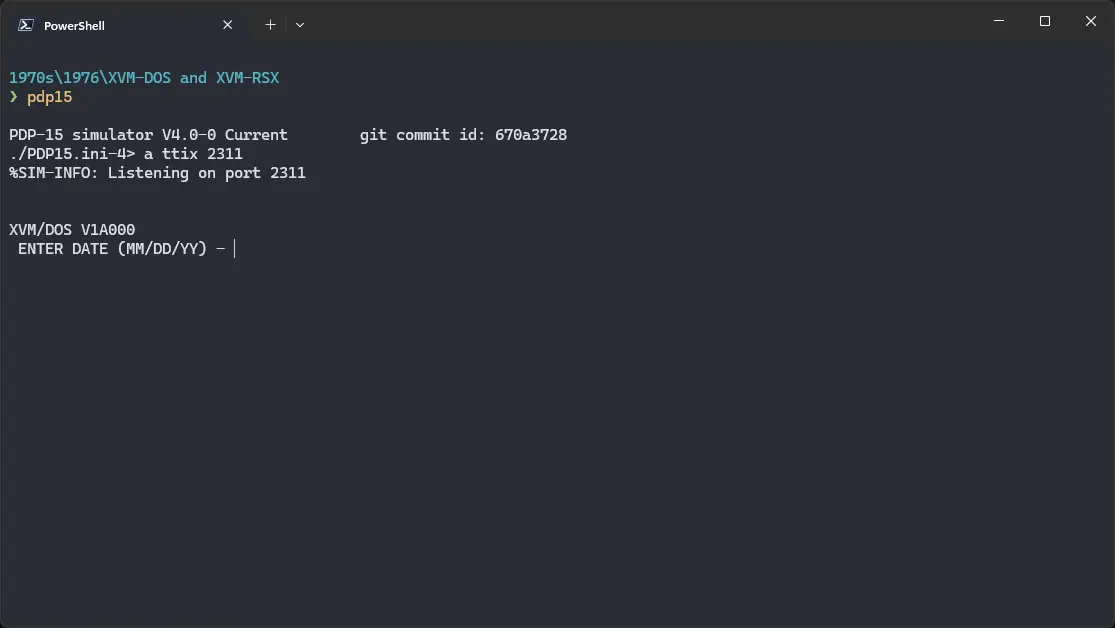 PowerShell
1970s\1976\XVM-DOS and XVM-RSX
❯ pdp15
PDP-15 simulator V4.0-0 Current        git commit id: 670a3728
./PDP15.ini-4> a ttix 2311
%SIM-INFO: Listening on port 2311
XVM/DOS V1A000
ENTER DATE (MM/DD/YY) -